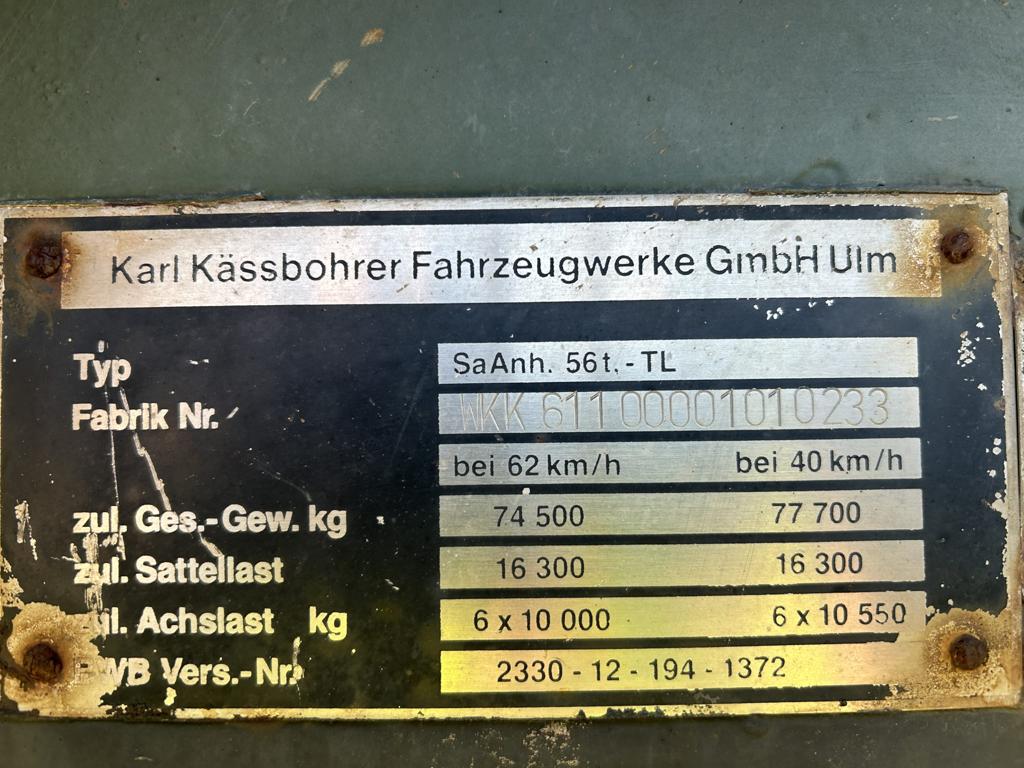 Karl Kässbohrer Fahrzeugwerke GmbH Ulm
Typ SaAnh. 56t.-TL
Fabrik Nr. WKK 611 00001010233
bei 62 km/h bei 40 km/h
zul. Ges.-Gew. kg 74 500 77 700
zul. Sattellast 16 300 16 300
zul. Achslast kg 6 x 10 000 6 x 10 550
BWB Vers.-Nr. 2330 - 12 - 194 - 1372